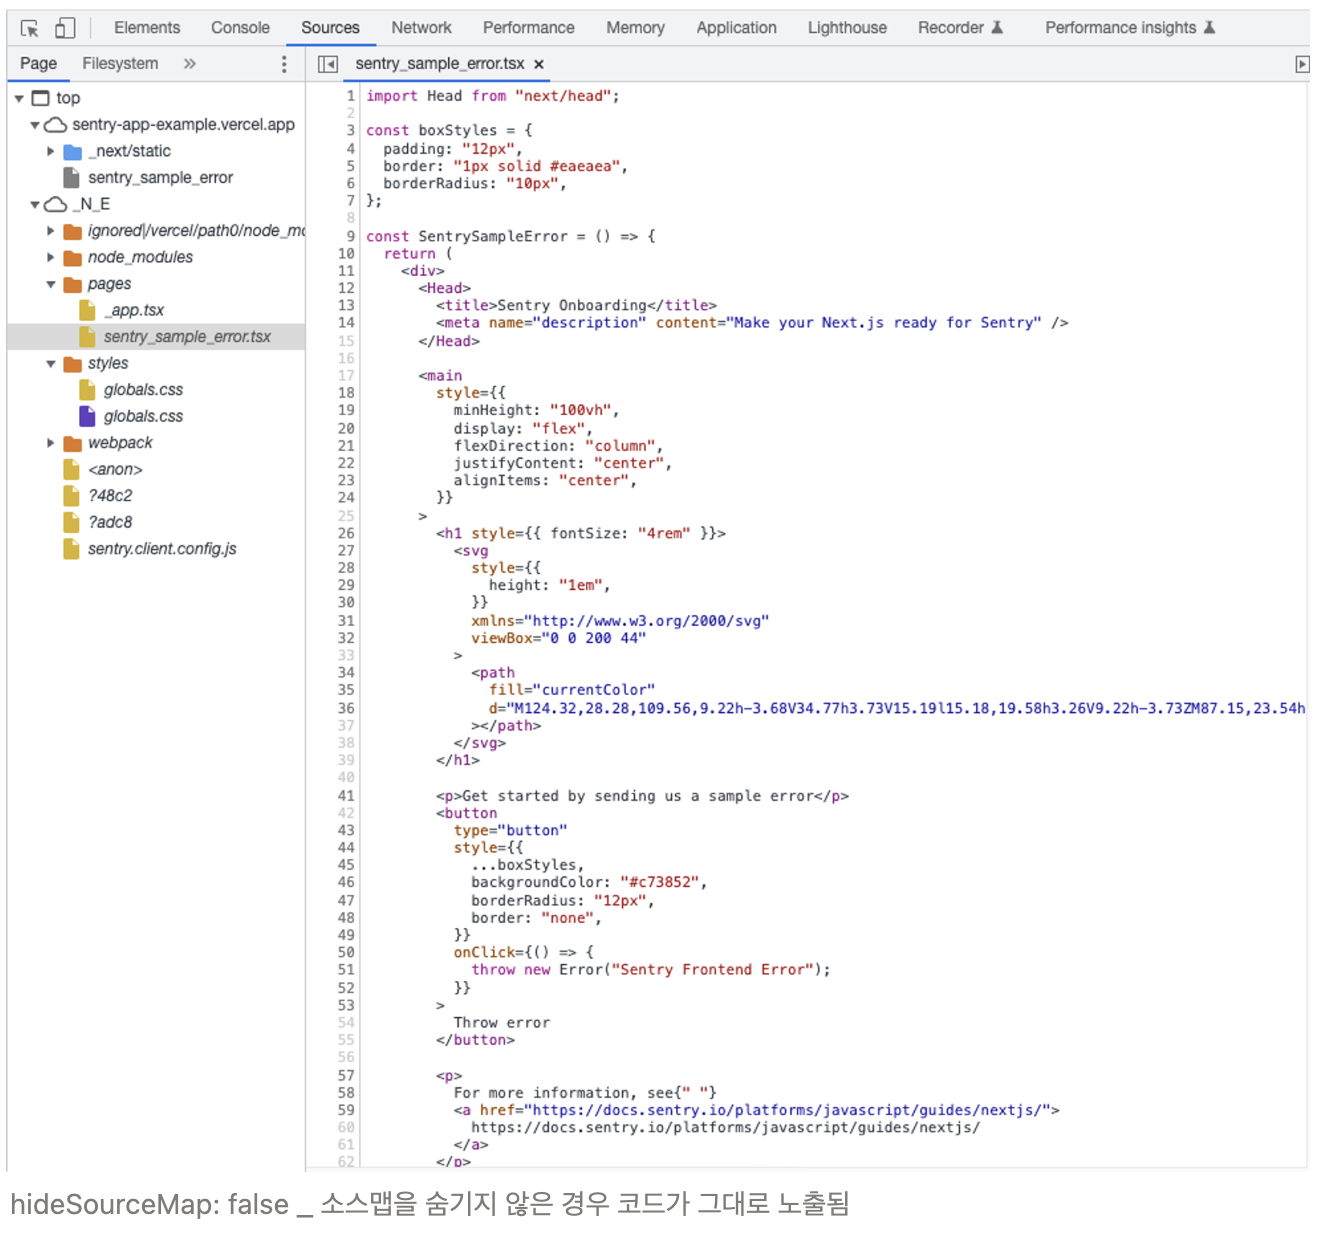 Elements Console Sources Network Performance Memory Application Lighthouse Recorder Performance insights
Page Filesystem »
sentry_sample_error.tsx ×
top
sentry-app-example.vercel.app
_next/static
sentry_sample_error
_N_E
ignored|/vercel/path0/node_mo
node_modules
pages
_app.tsx
sentry_sample_error.tsx
styles
globals.css
globals.css
webpack
<anon>
?48c2
?adc8
sentry.client.config.js
1 import Head from "next/head";
2
3 const boxStyles = {
4   padding: "12px",
5   border: "1px solid #eaeaea",
6   borderRadius: "10px",
7 };
8
9 const SentrySampleError = () => {
10   return (
11     <div>
12       <Head>
13         <title>Sentry Onboarding</title>
14         <meta name="description" content="Make your Next.js ready for Sentry" />
15       </Head>
16
17       <main
18         style={{
19           minHeight: "100vh",
20           display: "flex",
21           flexDirection: "column",
22           justifyContent: "center",
23           alignItems: "center",
24         }}
25       >
26         <h1 style={{ fontSize: "4rem" }}>
27           <svg
28             style={{
29               height: "1em",
30             }}
31             xmlns="http://www.w3.org/2000/svg"
32             viewBox="0 0 200 44"
33           >
34             <path
35               fill="currentColor"
36               d="M124.32,28.28,109.56,9.22h-3.68V34.77h3.73V15.19l15.18,19.58h3.26V9.22h-3.73ZM87.15,23.54h
37             ></path>
38           </svg>
39         </h1>
40
41         <p>Get started by sending us a sample error</p>
42         <button
43           type="button"
44           style={{
45             ...boxStyles,
46             backgroundColor: "#c73852",
47             borderRadius: "12px",
48             border: "none",
49           }}
50           onClick={() => {
51             throw new Error("Sentry Frontend Error");
52           }}
53         >
54           Throw error
55         </button>
56
57         <p>
58           For more information, see{" "}
59           <a href="https://docs.sentry.io/platforms/javascript/guides/nextjs/">
60             https://docs.sentry.io/platforms/javascript/guides/nextjs/
61           </a>
62         </p>
hideSourceMap: false _ 소스맵을 숨기지 않은 경우 코드가 그대로 노출됨